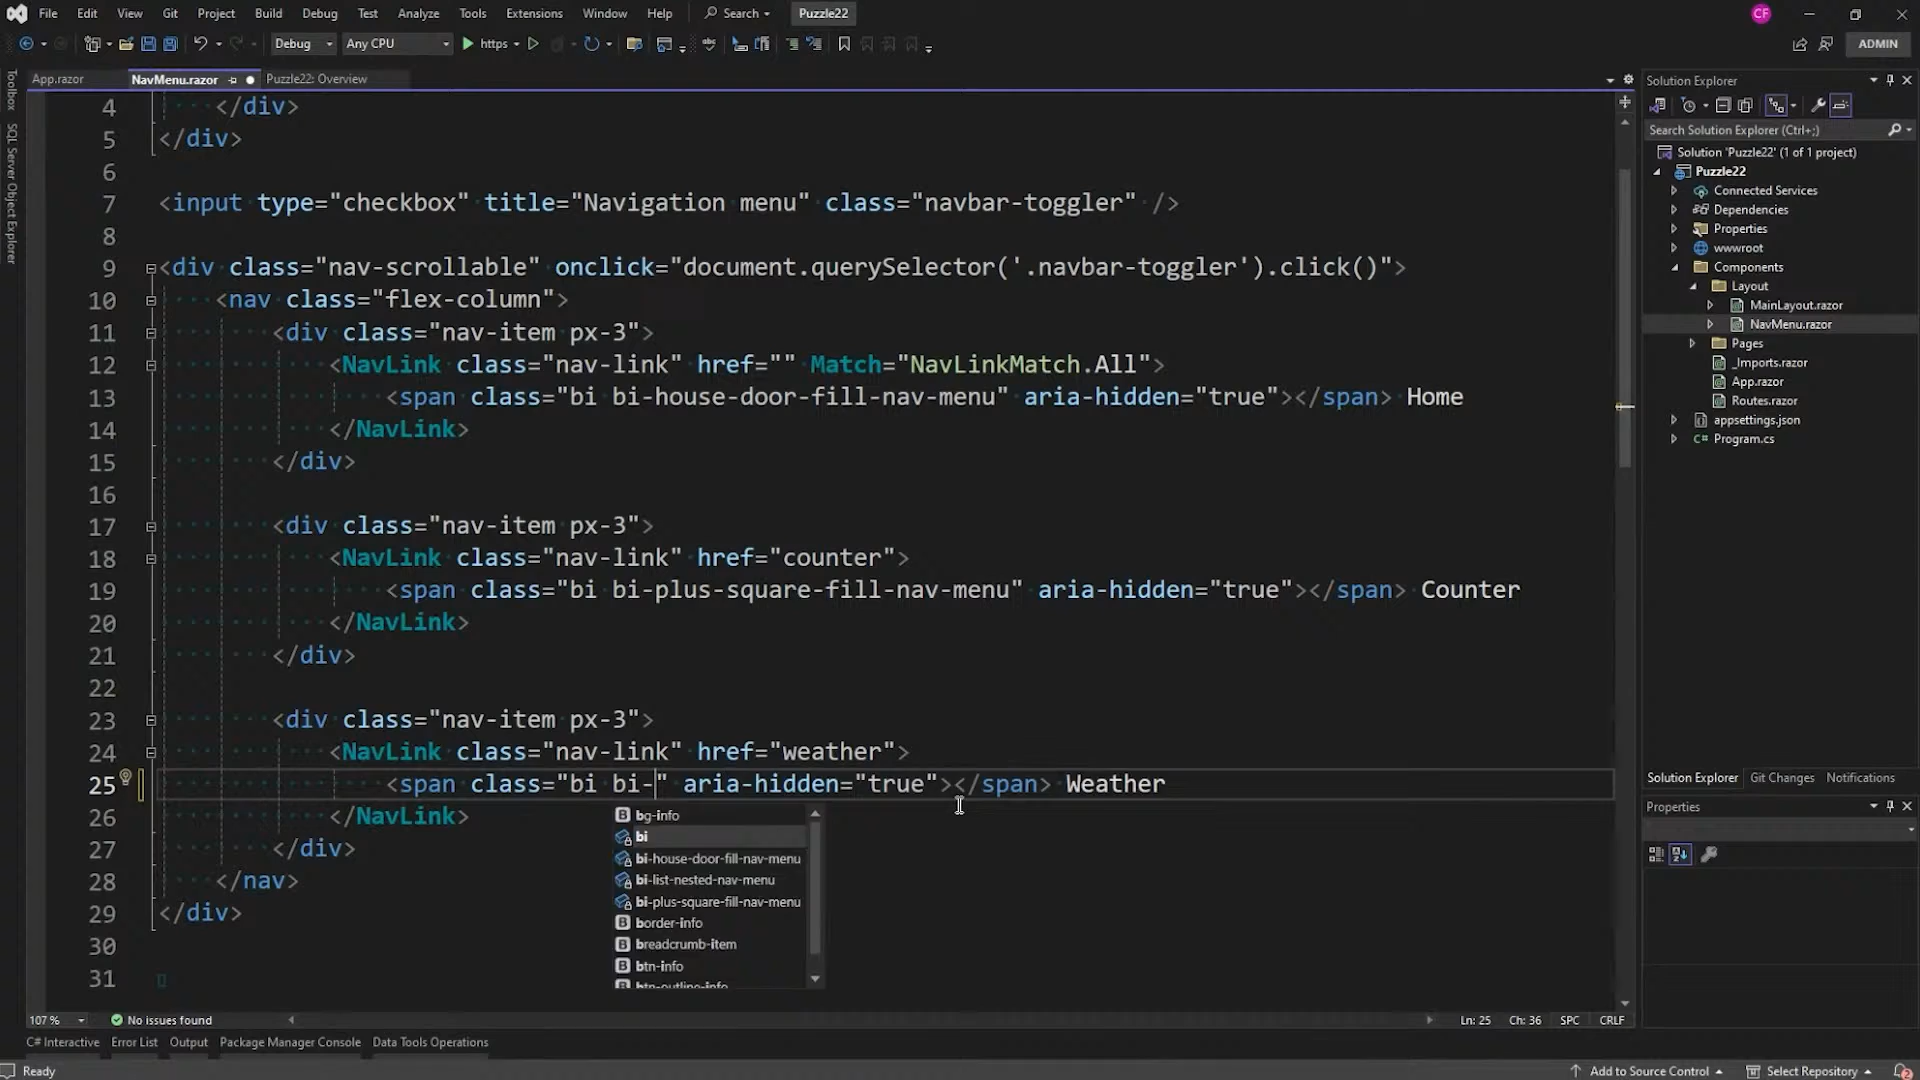 File Edit View Git Project Build Debug Test Analyze Tools Extensions Window Help Search Puzzle22 CF
Debug Any CPU https ADMIN
App.razor NavMenu.razor Puzzle22: Overview
Toolbox
SQL Server Object Explorer
4 </div>
5 </div>
6
7 <input type="checkbox" title="Navigation menu" class="navbar-toggler" />
8
9 <div class="nav-scrollable" onclick="document.querySelector('.navbar-toggler').click()">
10 <nav class="flex-column">
11 <div class="nav-item px-3">
12 <NavLink class="nav-link" href="" Match="NavLinkMatch.All">
13 <span class="bi bi-house-door-fill-nav-menu" aria-hidden="true"></span> Home
14 </NavLink>
15 </div>
16
17 <div class="nav-item px-3">
18 <NavLink class="nav-link" href="counter">
19 <span class="bi bi-plus-square-fill-nav-menu" aria-hidden="true"></span> Counter
20 </NavLink>
21 </div>
22
23 <div class="nav-item px-3">
24 <NavLink class="nav-link" href="weather">
25 <span class="bi bi-" aria-hidden="true"></span> Weather
26 </NavLink>
27 </div>
28 </nav>
29 </div>
30
31
bg-info
bi
bi-house-door-fill-nav-menu
bi-list-nested-nav-menu
bi-plus-square-fill-nav-menu
border-info
breadcrumb-item
btn-info
btn-outline-info
107 % No issues found Ln: 25 Ch: 36 SPC CRLF
C# Interactive Error List Output Package Manager Console Data Tools Operations
Ready Add to Source Control Select Repository 2
Solution Explorer
Search Solution Explorer (Ctrl+;)
Solution 'Puzzle22' (1 of 1 project)
Puzzle22
Connected Services
Dependencies
Properties
wwwroot
Components
Layout
MainLayout.razor
NavMenu.razor
Pages
_Imports.razor
App.razor
Routes.razor
appsettings.json
C# Program.cs
Solution Explorer Git Changes Notifications
Properties